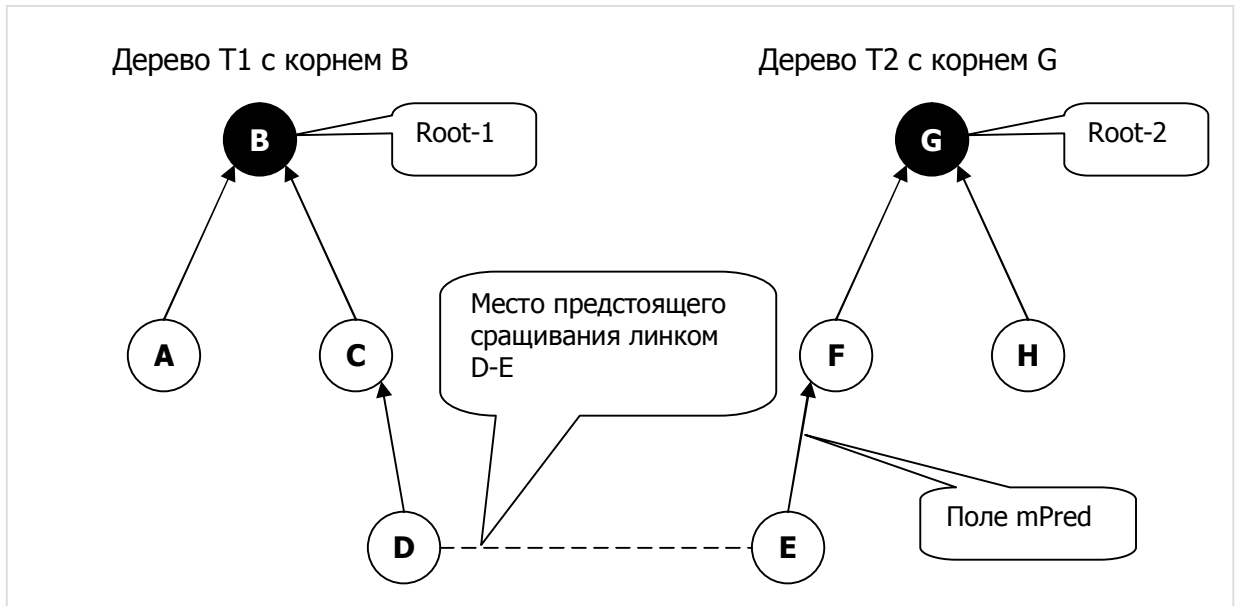 Дерево T1 с корнем B
Дерево T2 с корнем G
B
Root-1
G
Root-2
Место предстоящего
сращивания линком
D-E
A
C
F
H
Поле mPred
D
E